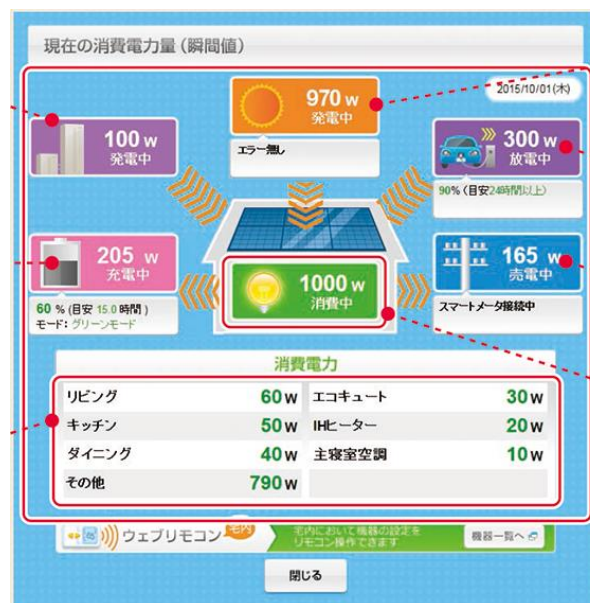 現在の消費電力量(瞬間値)
2015/10/01(木)
970 w
発電中
エラー無し
100 w
発電中
300 w
放電中
90% (目安24時間以上)
205 w
充電中
60 % (目安 15.0 時間)
モード: グリーンモード
1000 w
消費中
165 w
売電中
スマートメータ接続中
消費電力
リビング 60 w エコキュート 30 w
キッチン 50 w IHヒーター 20 w
ダイニング 40 w 主寝室空調 10 w
その他 790 w
ウェブリモコン 宅内
宅内において機器の設定を
リモコン操作できます
機器一覧へ
閉じる